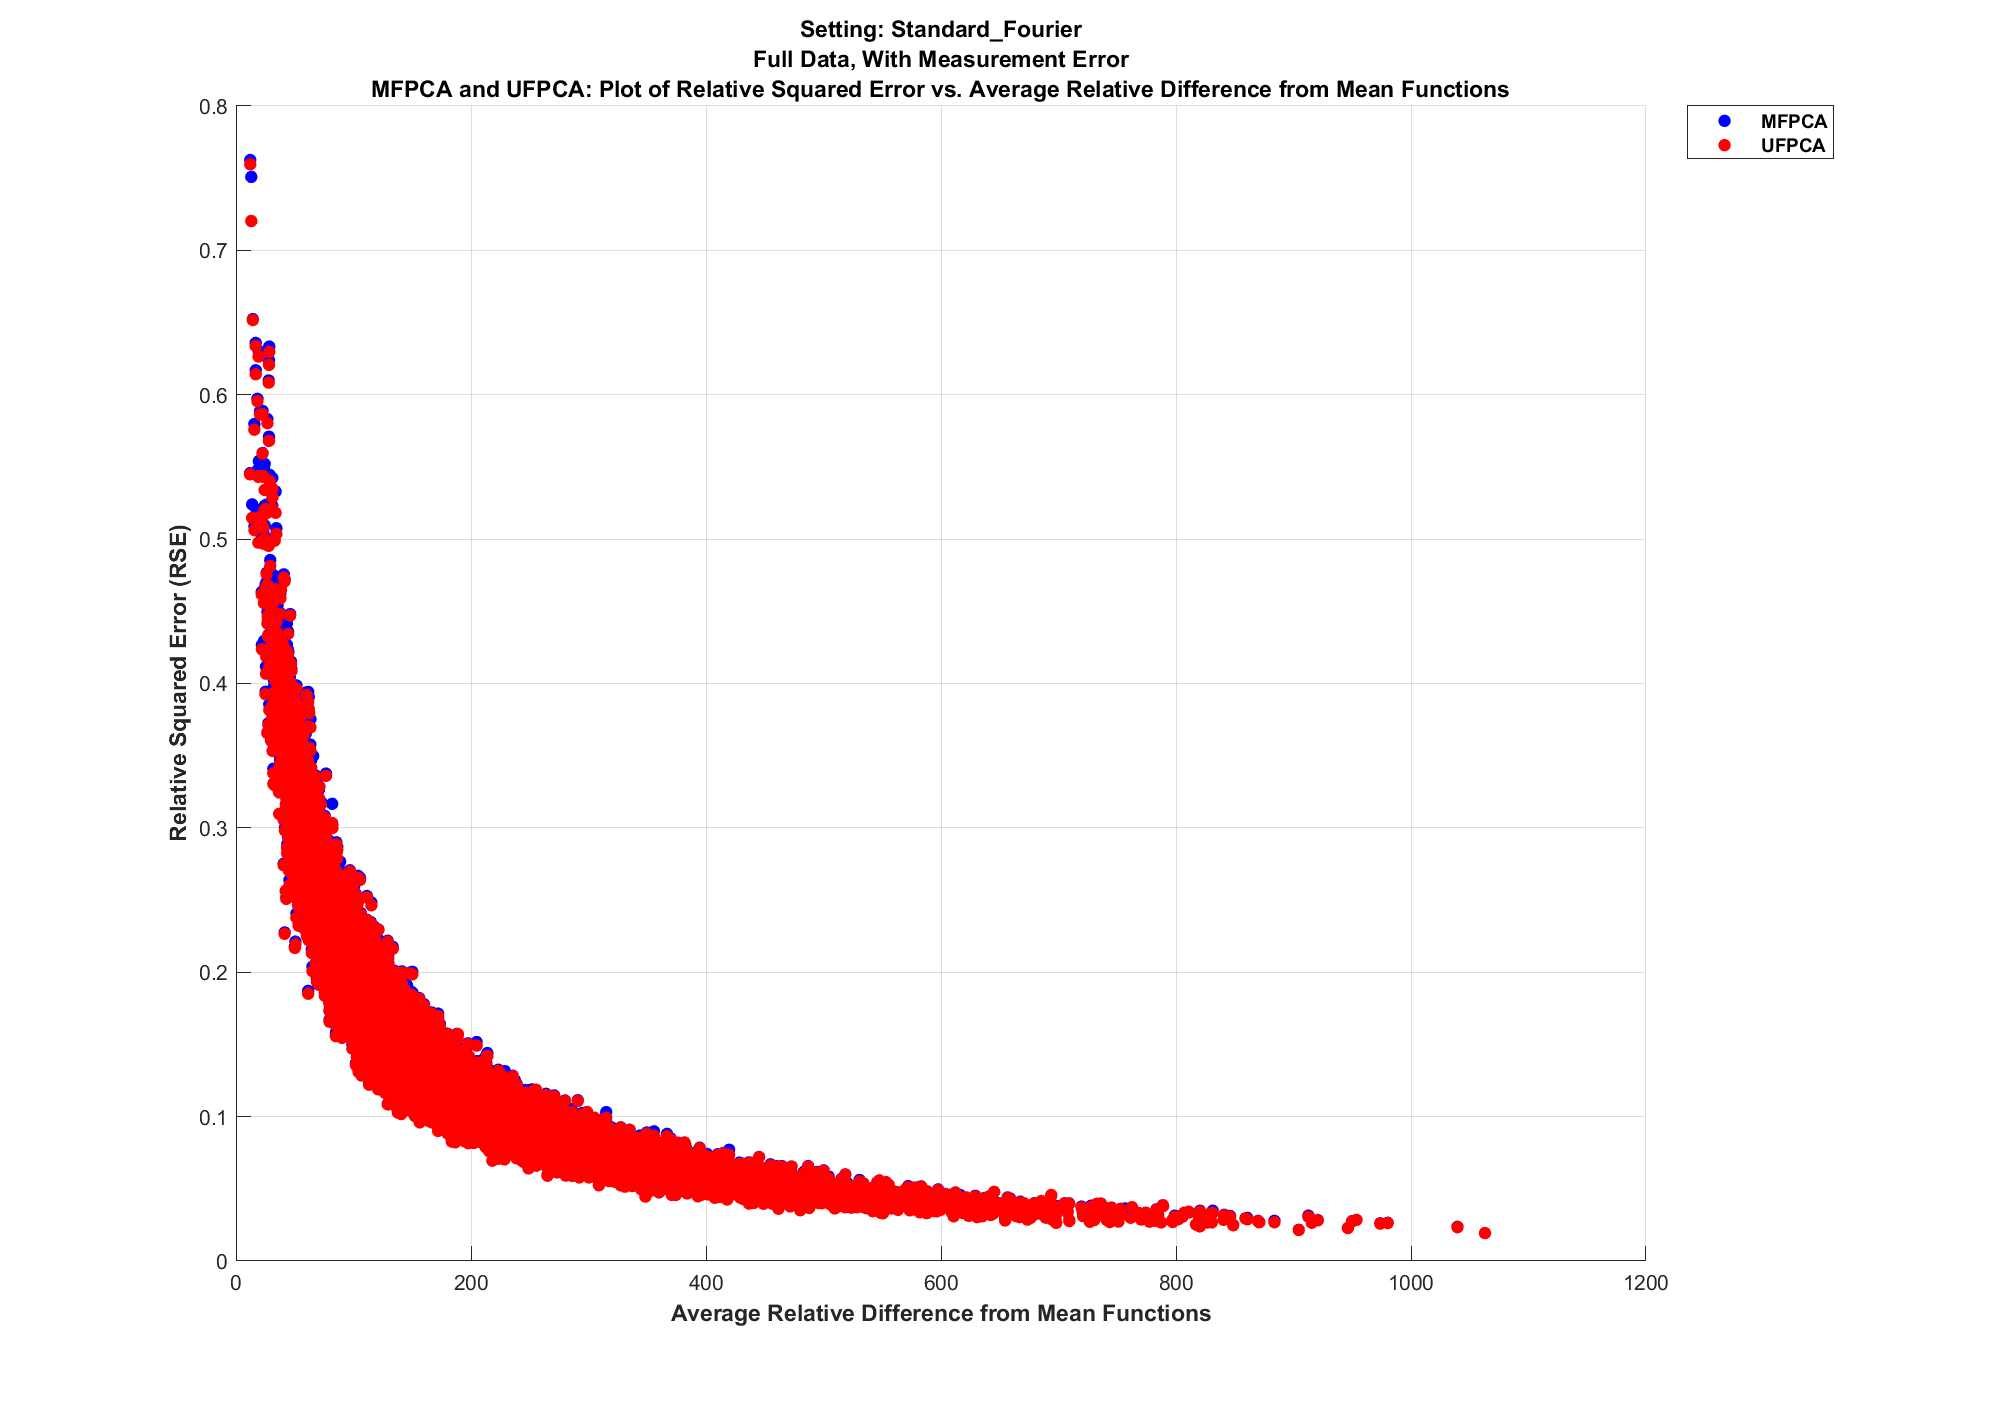 Setting: Standard_Fourier
Full Data, With Measurement Error
MFPCA and UFPCA: Plot of Relative Squared Error vs. Average Relative Difference from Mean Functions
MFPCA
UFPCA
0.8
0.7
0.6
0.5
0.4
0.3
0.2
0.1
0
Relative Squared Error (RSE)
0 200 400 600 800 1000 1200
Average Relative Difference from Mean Functions